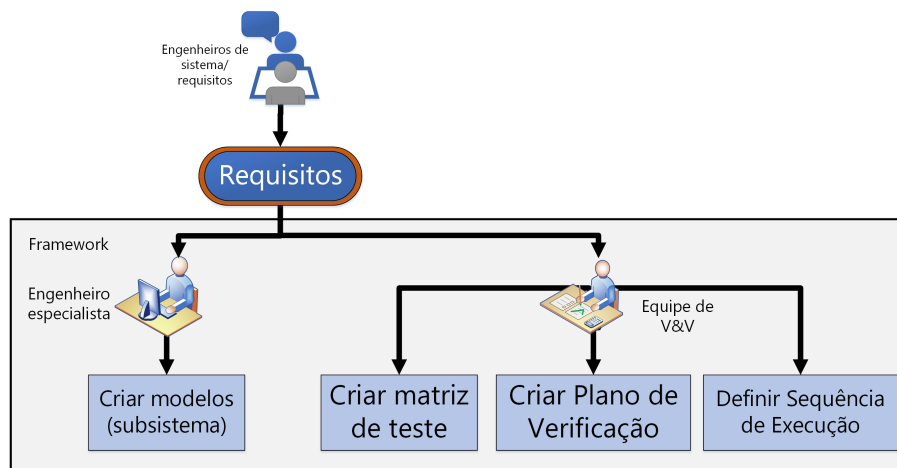 Engenheiros de
sistema/
requisitos
Requisitos
Framework
Engenheiro
especialista
Equipe de
V&V
Criar modelos
(subsistema)
Criar matriz
de teste
Criar Plano de
Verificação
Definir Sequência
de Execução